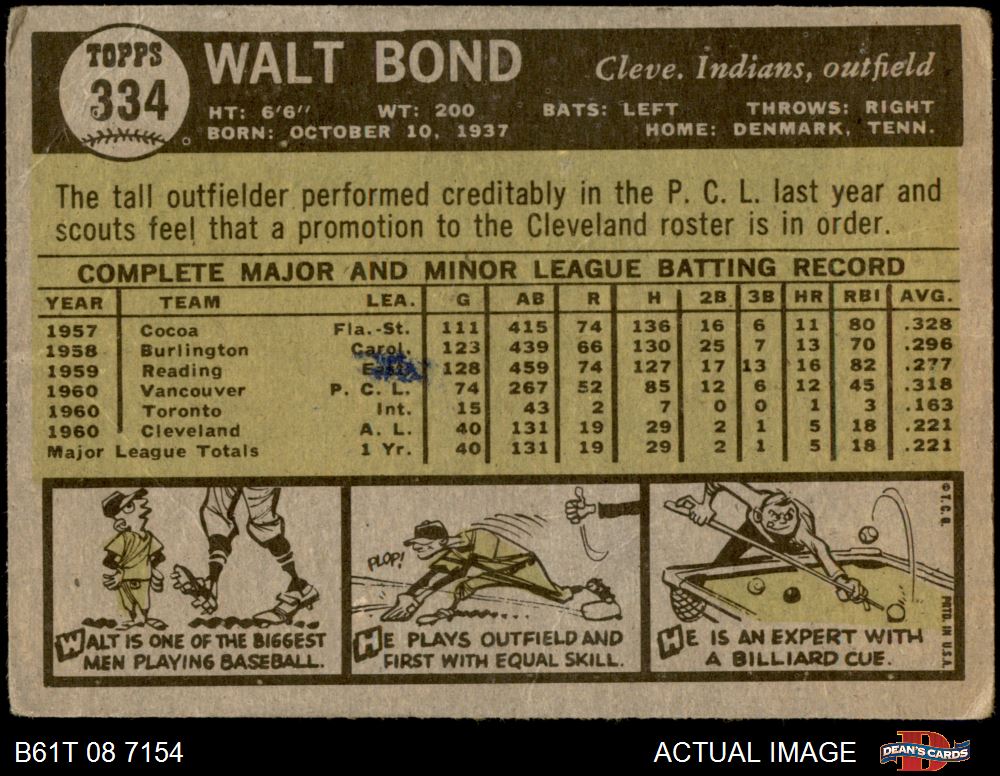 TOPPS
334
WALT BOND
Cleve. Indians, outfield
HT: 6'6" WT: 200 BATS: LEFT THROWS: RIGHT
BORN: OCTOBER 10, 1937 HOME: DENMARK, TENN.
The tall outfielder performed creditably in the P. C. L. last year and
scouts feel that a promotion to the Cleveland roster is in order.
COMPLETE MAJOR AND MINOR LEAGUE BATTING RECORD
YEAR TEAM LEA. G AB R H 2B 3B HR RBI AVG.
1957 Cocoa Fla.-St. 111 415 74 136 16 6 11 80 .328
1958 Burlington Carol. 123 439 66 130 25 7 13 70 .296
1959 Reading East. 128 459 74 127 17 13 16 82 .277
1960 Vancouver P. C. L. 74 267 52 85 12 6 12 45 .318
1960 Toronto Int. 15 43 2 7 0 0 1 3 .163
1960 Cleveland A. L. 40 131 19 29 2 1 5 18 .221
Major League Totals 1 Yr. 40 131 19 29 2 1 5 18 .221
WALT IS ONE OF THE BIGGEST
MEN PLAYING BASEBALL.
PLOP!
HE PLAYS OUTFIELD AND
FIRST WITH EQUAL SKILL.
HE IS AN EXPERT WITH
A BILLIARD CUE.
© T.C.G.
PRTD. IN U.S.A.
B61T 08 7154
ACTUAL IMAGE
DEAN'S CARDS